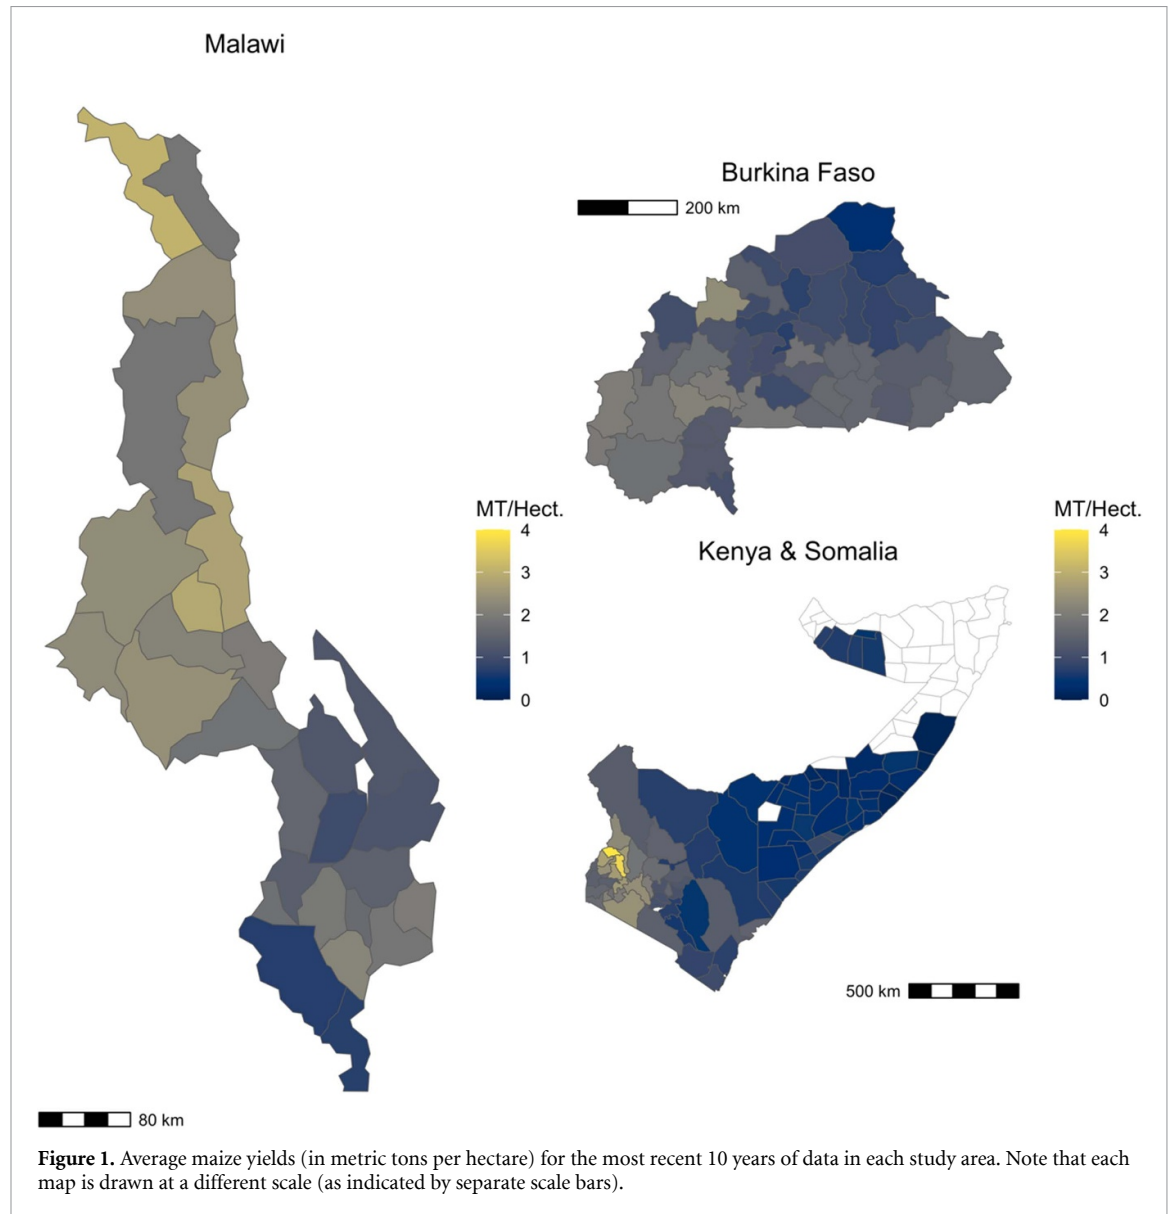 Malawi
Burkina Faso
200 km
MT/Hect.
4
3
2
1
0
Kenya & Somalia
MT/Hect.
4
3
2
1
0
500 km
80 km
Figure 1. Average maize yields (in metric tons per hectare) for the most recent 10 years of data in each study area. Note that each
map is drawn at a different scale (as indicated by separate scale bars).